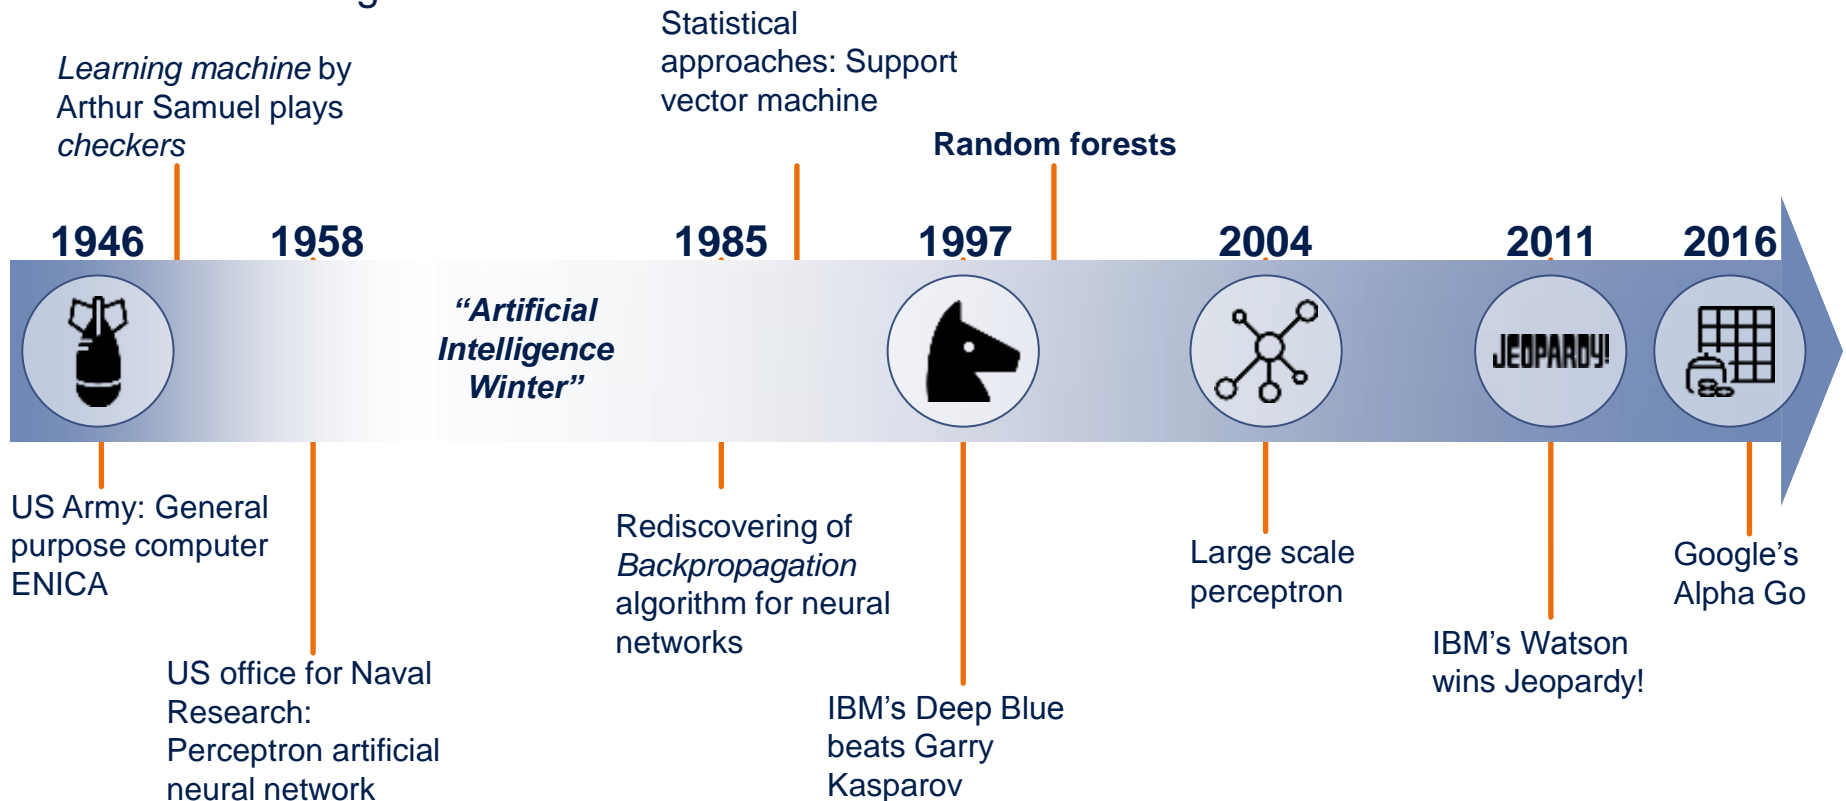 Learning machine by
Arthur Samuel plays
checkers
Statistical
approaches: Support
vector machine
Random forests
1946
1958
1985
1997
2004
2011
2016
“Artificial
Intelligence
Winter”
JEOPARDY!
US Army: General
purpose computer
ENICA
US office for Naval
Research:
Perceptron artificial
neural network
Rediscovering of
Backpropagation
algorithm for neural
networks
IBM’s Deep Blue
beats Garry
Kasparov
Large scale
perceptron
IBM’s Watson
wins Jeopardy!
Google’s
Alpha Go